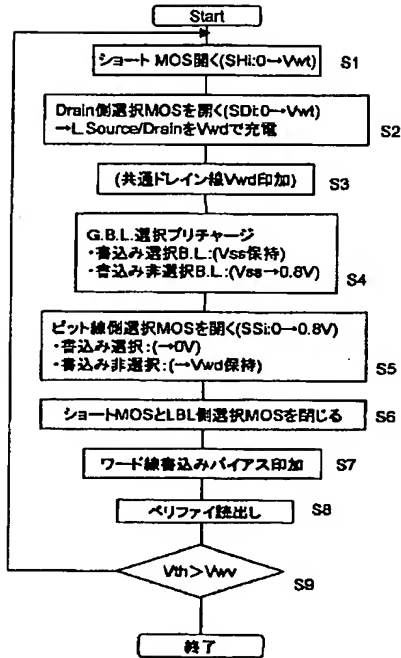 Start
ショート MOS開く(SHi:0→Vwt) S1
Drain側選択MOSを開く(SDi:0→Vwt)
→L.Source/DrainをVwdで充電 S2
(共通ドレイン線Vwd印加) S3
G.B.L.選択プリチャージ
・書込み選択B.L.:(Vss保持)
・書込み非選択B.L.:(Vss→0.8V) S4
ビット線側選択MOSを開く(SSi:0→0.8V)
・書込み選択:(→0V)
・書込み非選択:(→Vwd保持) S5
ショートMOSとLBL側選択MOSを閉じる S6
ワード線書込みバイアス印加 S7
ベリファイ読出し S8
Vth>Vwv S9
終了